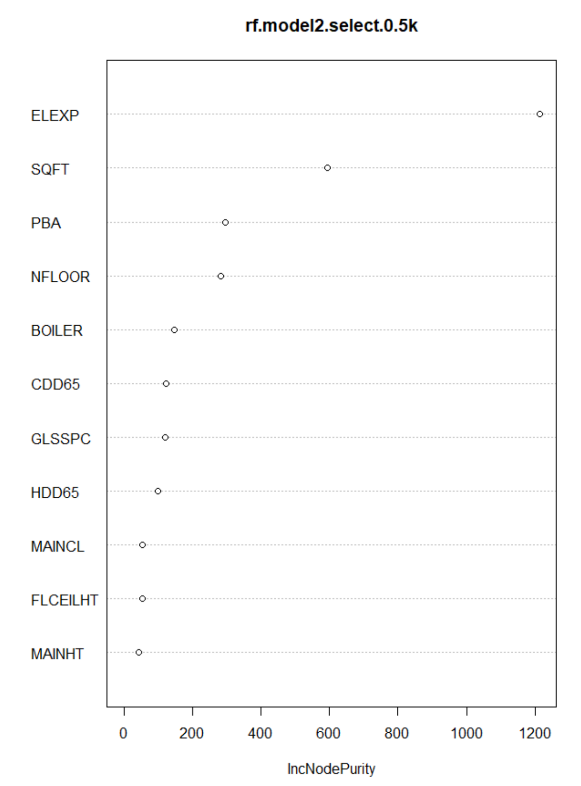 rf.model2.select.0.5k
ELEXP
SQFT
PBA
NFLOOR
BOILER
CDD65
GLSSPC
HDD65
MAINCL
FLCEILHT
MAINHT
0 200 400 600 800 1000 1200
IncNodePurity